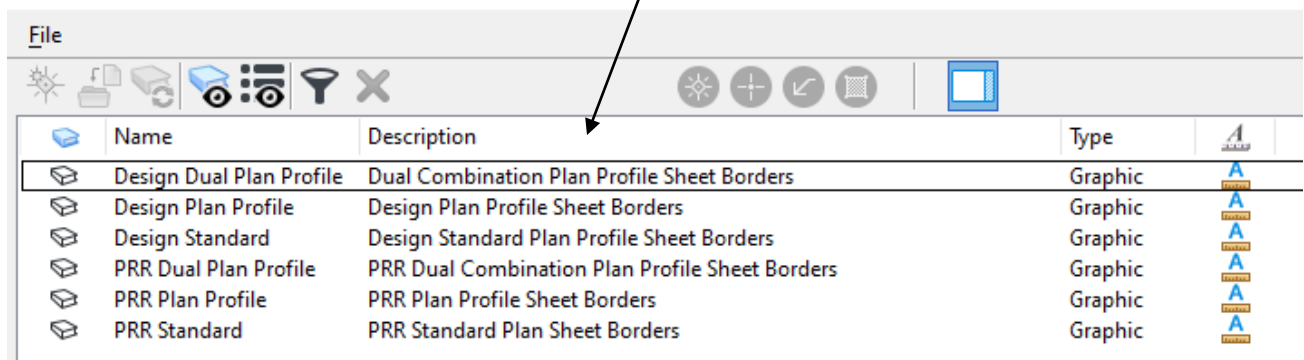 File
Name Description Type
Design Dual Plan Profile Dual Combination Plan Profile Sheet Borders Graphic
Design Plan Profile Design Plan Profile Sheet Borders Graphic
Design Standard Design Standard Plan Profile Sheet Borders Graphic
PRR Dual Plan Profile PRR Dual Combination Plan Profile Sheet Borders Graphic
PRR Plan Profile PRR Plan Profile Sheet Borders Graphic
PRR Standard PRR Standard Plan Sheet Borders Graphic